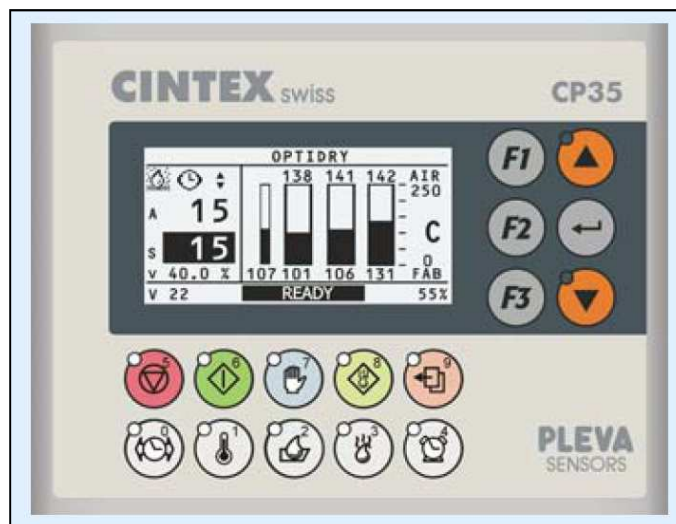 CINTEX swiss
CP35
OPTIDRY
138 141 142 AIR
250
A 15
C
S 15
0
V 40.0 % 107 101 106 131 FAB
V 22 READY 55%
F1
F2
F3
5 6 7 8 9
0 1 2 3 4
PLEVA
SENSORS